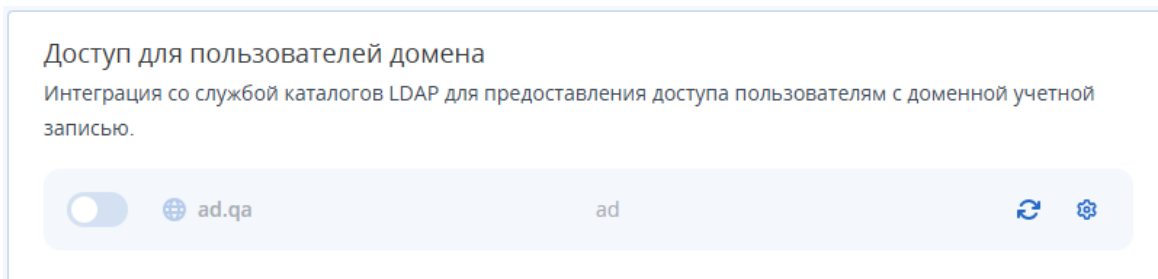 Доступ для пользователей домена
Интеграция со службой каталогов LDAP для предоставления доступа пользователям с доменной учетной
записью.
ad.qa ad